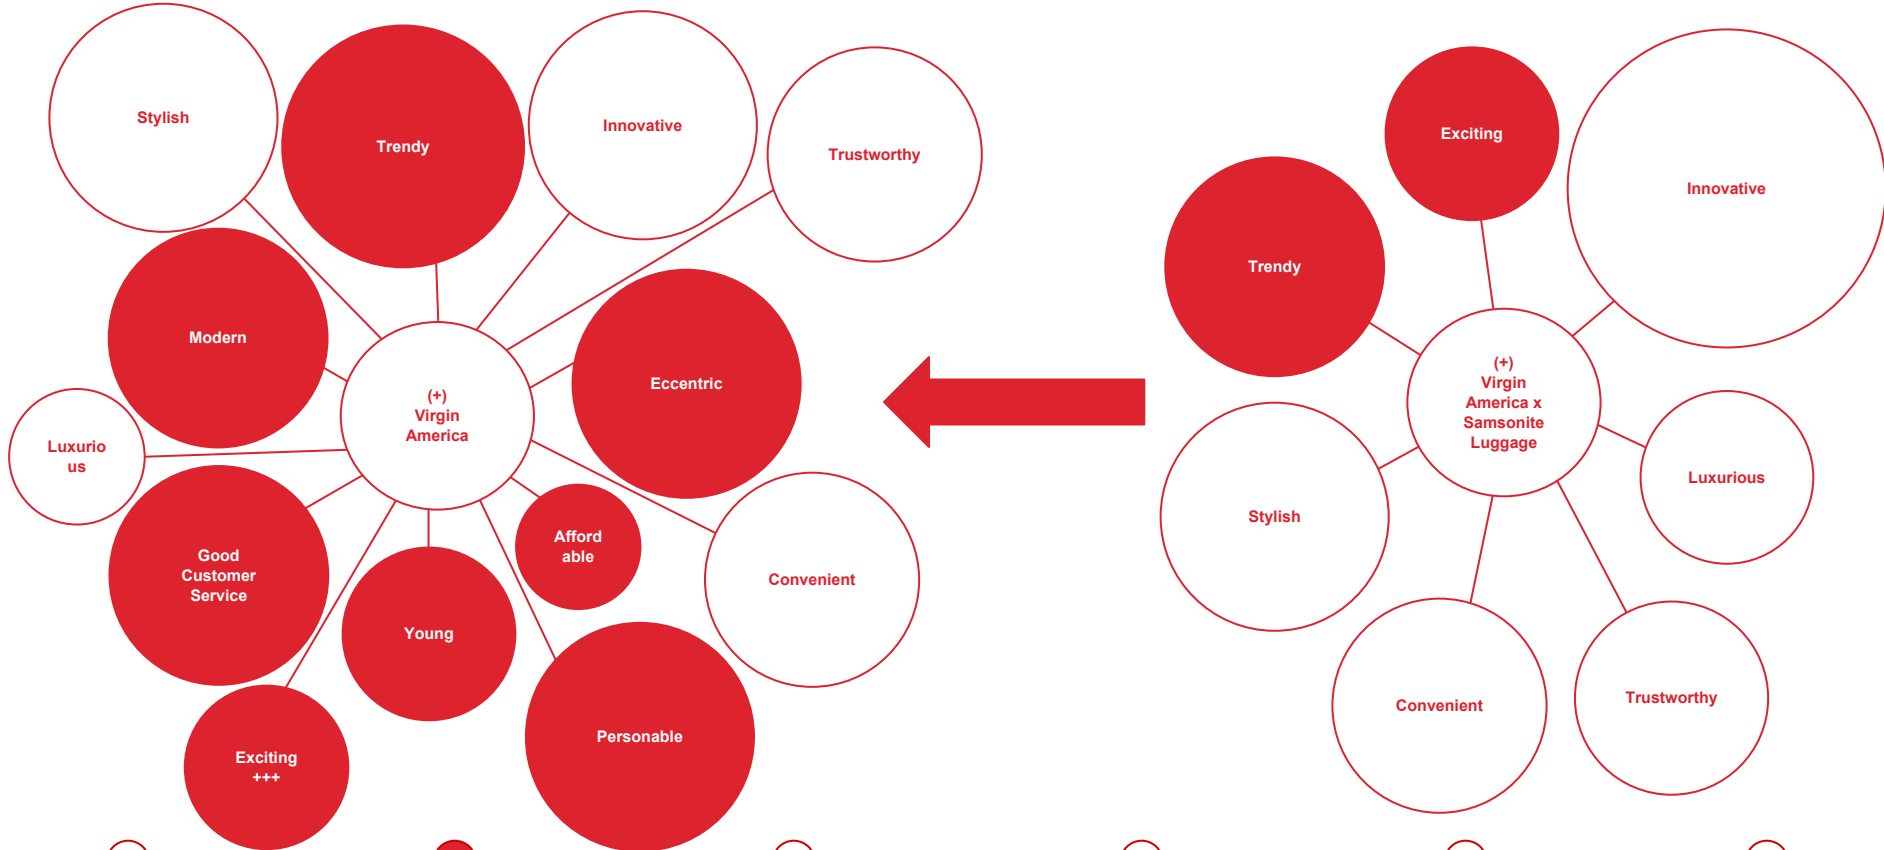 Stylish
Trendy
Innovative
Trustworthy
Modern
Eccentric
(+)
Virgin
America
Luxurio
us
Good
Customer
Service
Afford
able
Convenient
Young
Exciting
+++
Personable
Exciting
Innovative
Trendy
(+)
Virgin
America x
Samsonite
Luggage
Luxurious
Stylish
Convenient
Trustworthy